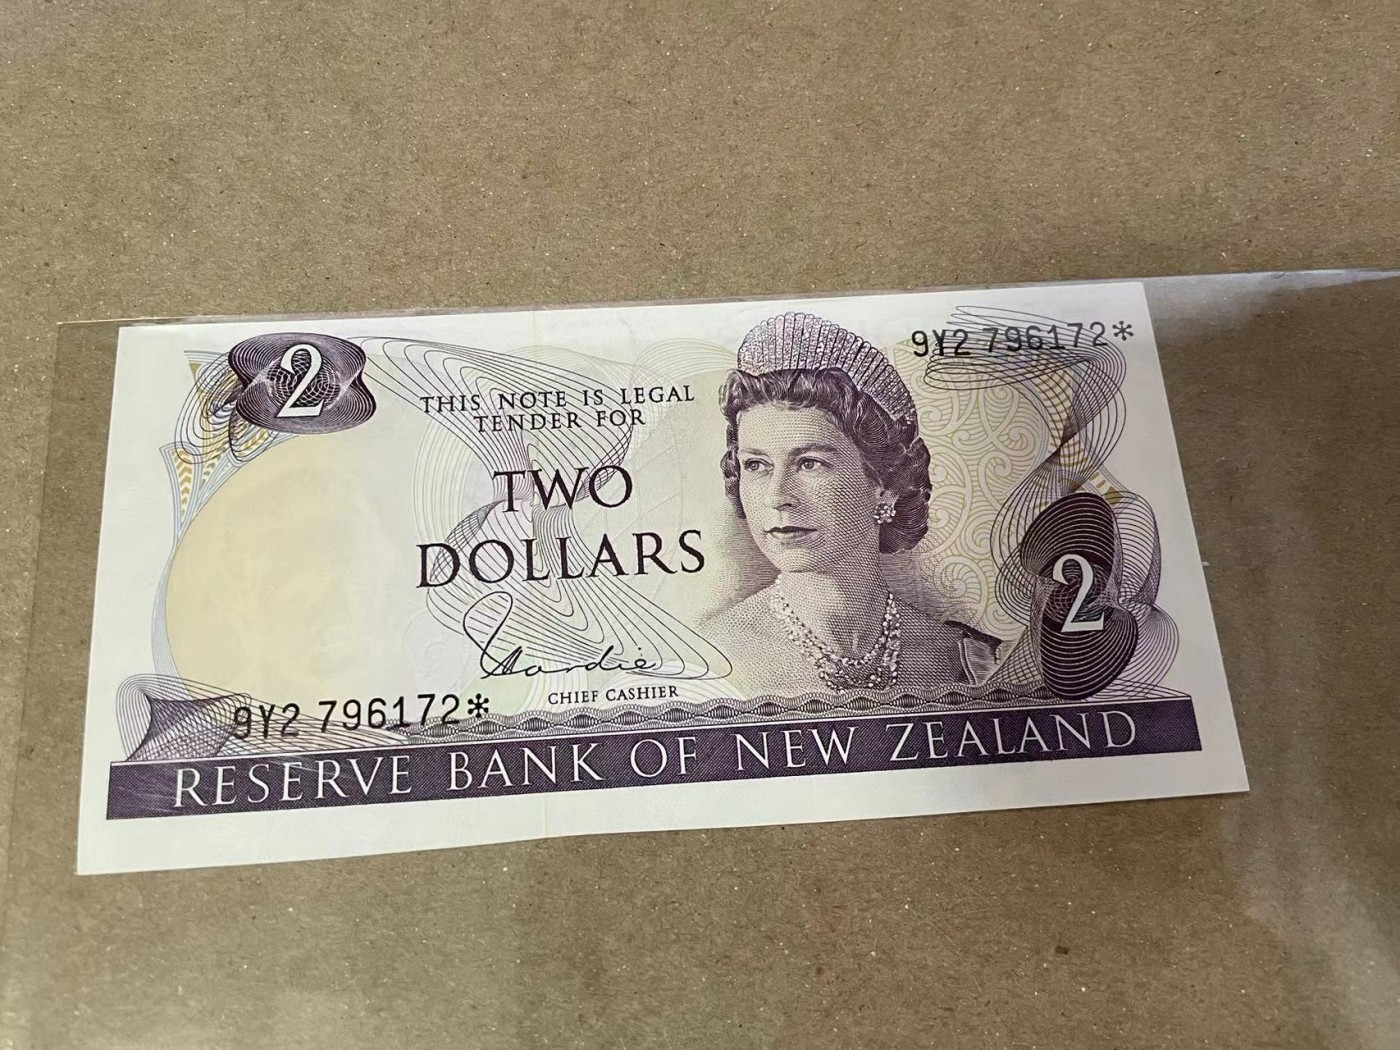 2
9Y2 796172*
THIS NOTE IS LEGAL
TENDER FOR
TWO
DOLLARS
Hardie
CHIEF CASHIER
2
9Y2 796172*
RESERVE BANK OF NEW ZEALAND